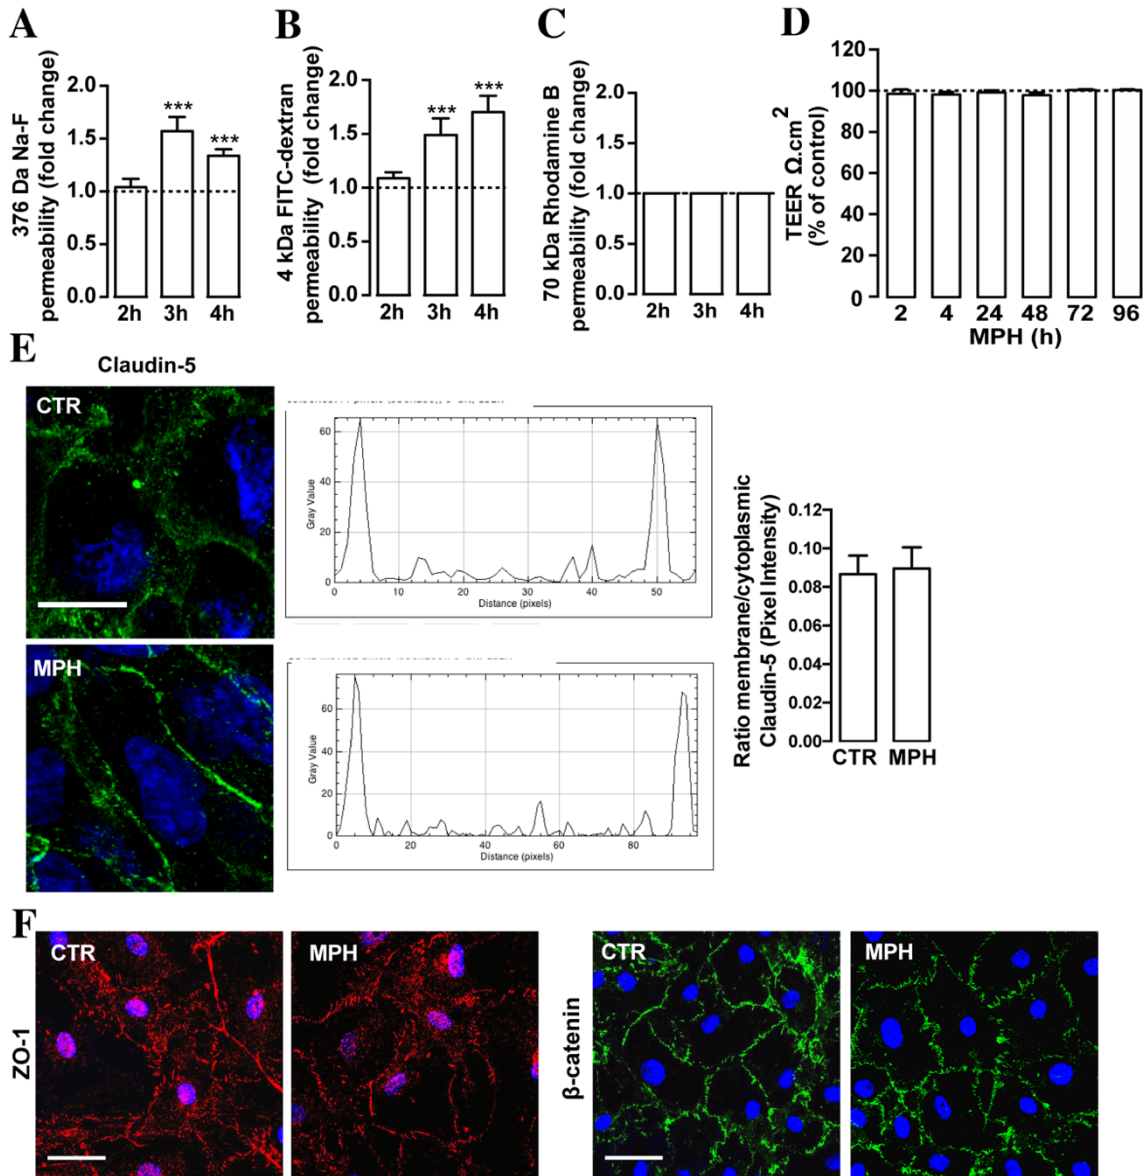 A
376 Da Na-F
permeability (fold change)
2.0
1.5
1.0
0.5
0.0
***
***
2h 3h 4h
B
4 kDa FITC-dextran
permeability (fold change)
2.0
1.5
1.0
0.5
0.0
***
***
2h 3h 4h
C
70 kDa Rhodamine B
permeability (fold change)
2.0
1.5
1.0
0.5
0.0
2h 3h 4h
D
TEER Ω.cm2
(% of control)
120
100
80
60
40
20
0
2 4 24 48 72 96
MPH (h)
E
Claudin-5
CTR
Gray Value
60
40
20
0
0 10 20 30 40 50
Distance (pixels)
MPH
Gray Value
60
40
20
0
0 20 40 60 80
Distance (pixels)
Ratio membrane/cytoplasmic
Claudin-5 (Pixel Intensity)
0.12
0.10
0.08
0.06
0.04
0.02
0.00
CTR MPH
F
ZO-1
CTR
MPH
β-catenin
CTR
MPH